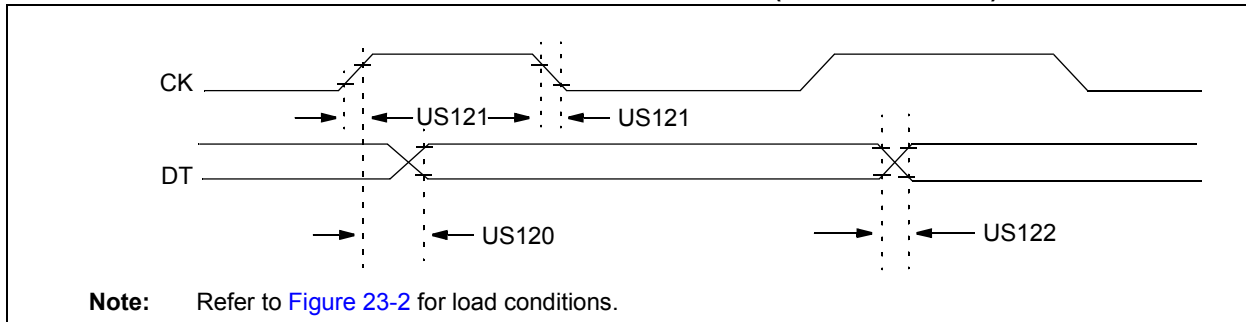 CK
US121 US121
DT
US120 US122
Note: Refer to Figure 23-2 for load conditions.